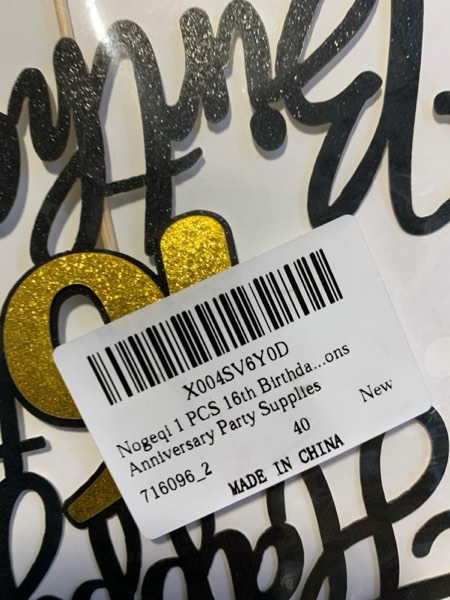 X004SV6Y0D
Nogeqi 1 PCS 16th Birthda...ons
Anniversary Party Supplies
New
716096_2
40
MADE IN CHINA